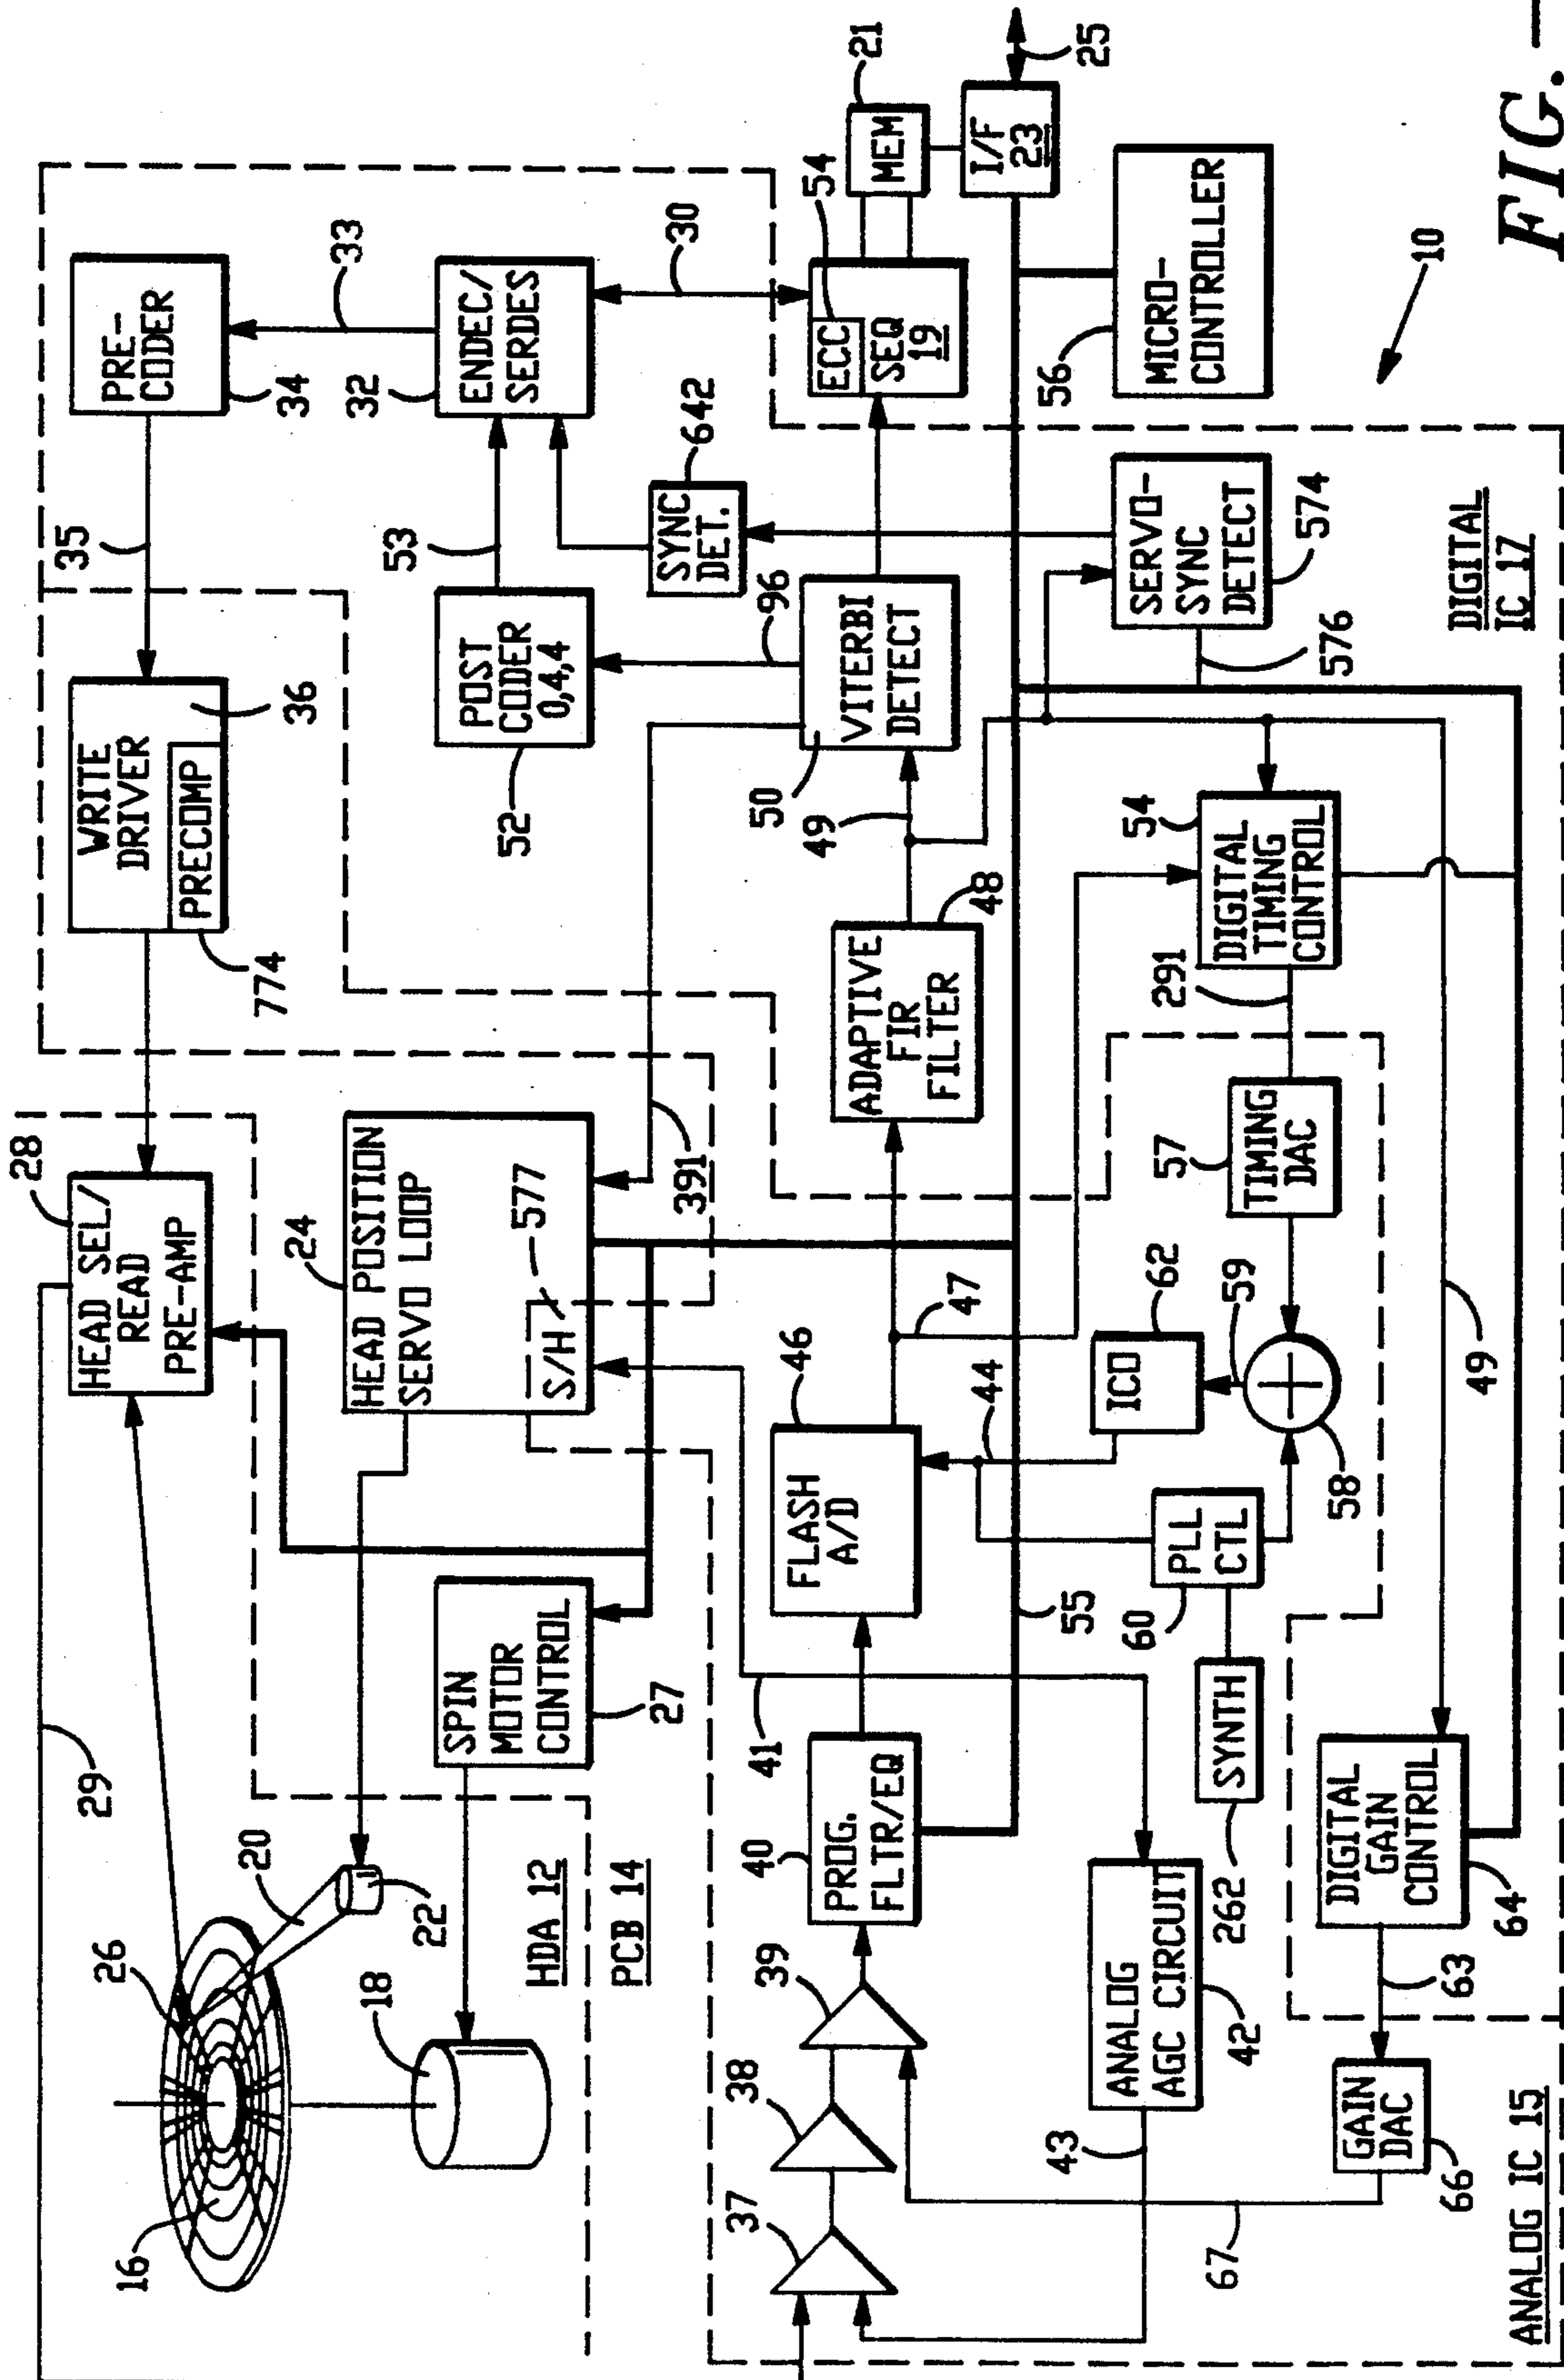 29
28
HEAD SEL/
READ
PRE-AMP
WRITE
DRIVER
PRECOMP
36
774
35
PRE-
CODER
34
33
26
16
20
22
18
HDA 12
PCB 14
24
HEAD POSITION
SERVO LOOP
S/H
577
391
SPIN
MOTOR
CONTROL
27
POST
CODER
0,4,4
52
53
ENDEC/
SERDES
32
30
SYNC
DET.
642
96
37
38
39
40
PROG.
FLTR/EQ
41
FLASH
A/D
46
47
44
ADAPTIVE
FIR
FILTER
48
49
50
VITERBI
DETECT
ECC
54
SEQ
19
MEM
21
I/F
23
25
55
43
ANALOG
AGC CIRCUIT
42
SYNTH
262
60
PLL
CTL
58
59
ICO
62
57
TIMING
DAC
291
54
DIGITAL
TIMING
CONTROL
SERVO-
SYNC
DETECT
574
576
56
MICRO-
CONTROLLER
10
67
GAIN
DAC
66
63
DIGITAL
GAIN
CONTROL
64
49
DIGITAL
IC 17
ANALOG IC 15
FIG.